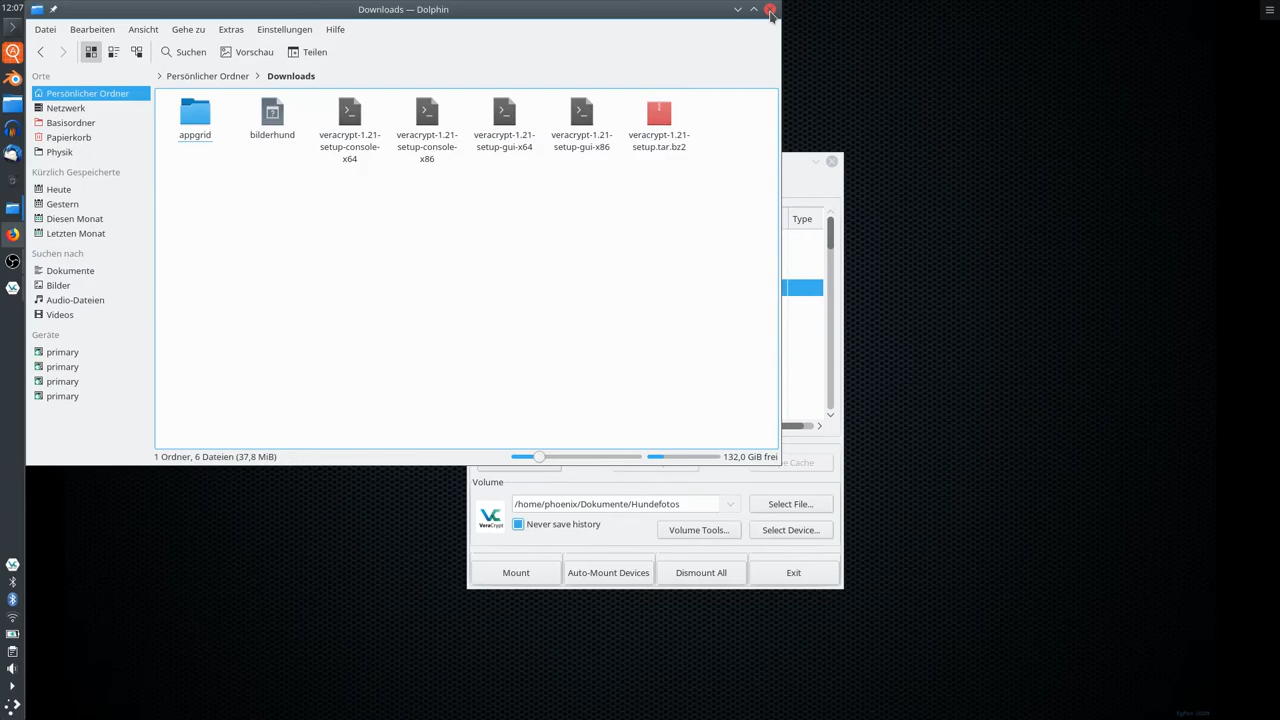 12:07
Downloads — Dolphin
Datei Bearbeiten Ansicht Gehe zu Extras Einstellungen Hilfe
Suchen Vorschau Teilen
Orte
Persönlicher Ordner
Netzwerk
Basisordner
Papierkorb
Physik
Kürzlich Gespeicherte
Heute
Gestern
Diesen Monat
Letzten Monat
Suchen nach
Dokumente
Bilder
Audio-Dateien
Videos
Geräte
primary
primary
primary
primary
Persönlicher Ordner Downloads
appgrid
bilderhund
veracrypt-1.21-
setup-console-
x64
veracrypt-1.21-
setup-console-
x86
veracrypt-1.21-
setup-gui-x64
veracrypt-1.21-
setup-gui-x86
veracrypt-1.21-
setup.tar.bz2
1 Ordner, 6 Dateien (37,8 MiB) 132,0 GiB frei
Type
Cache
Volume
VeraCrypt
/home/phoenix/Dokumente/Hundefotos
Select File...
Never save history
Volume Tools...
Select Device...
Mount Auto-Mount Devices Dismount All Exit